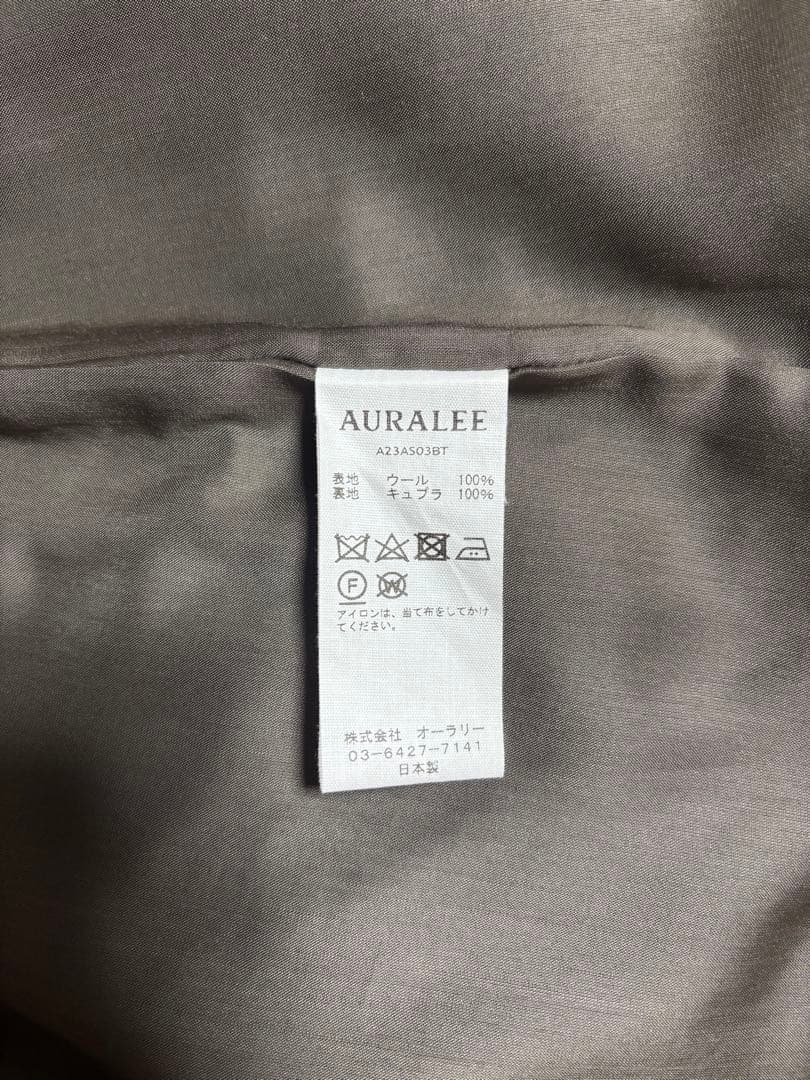 AURALEE
A23AS03BT
表地 ウール 100%
裏地 キュプラ 100%
F W
アイロンは、当て布をしてかけ
てください。
株式会社 オーラリー
03-6427-7141
日本製